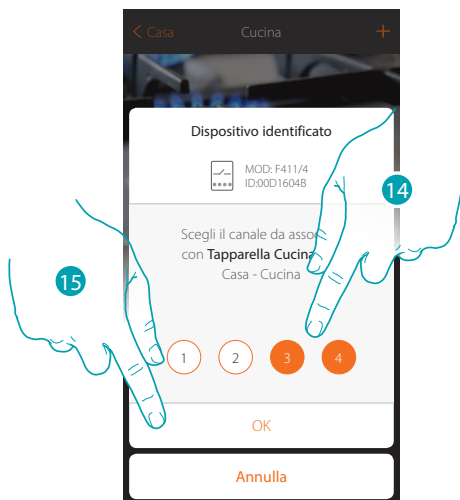 Casa Cucina +
Dispositivo identificato
MOD: F411/4
ID:00D1604B
14
Scegli il canale da asso
con Tapparella Cucina
Casa - Cucina
15
1 2 3 4
OK
Annulla